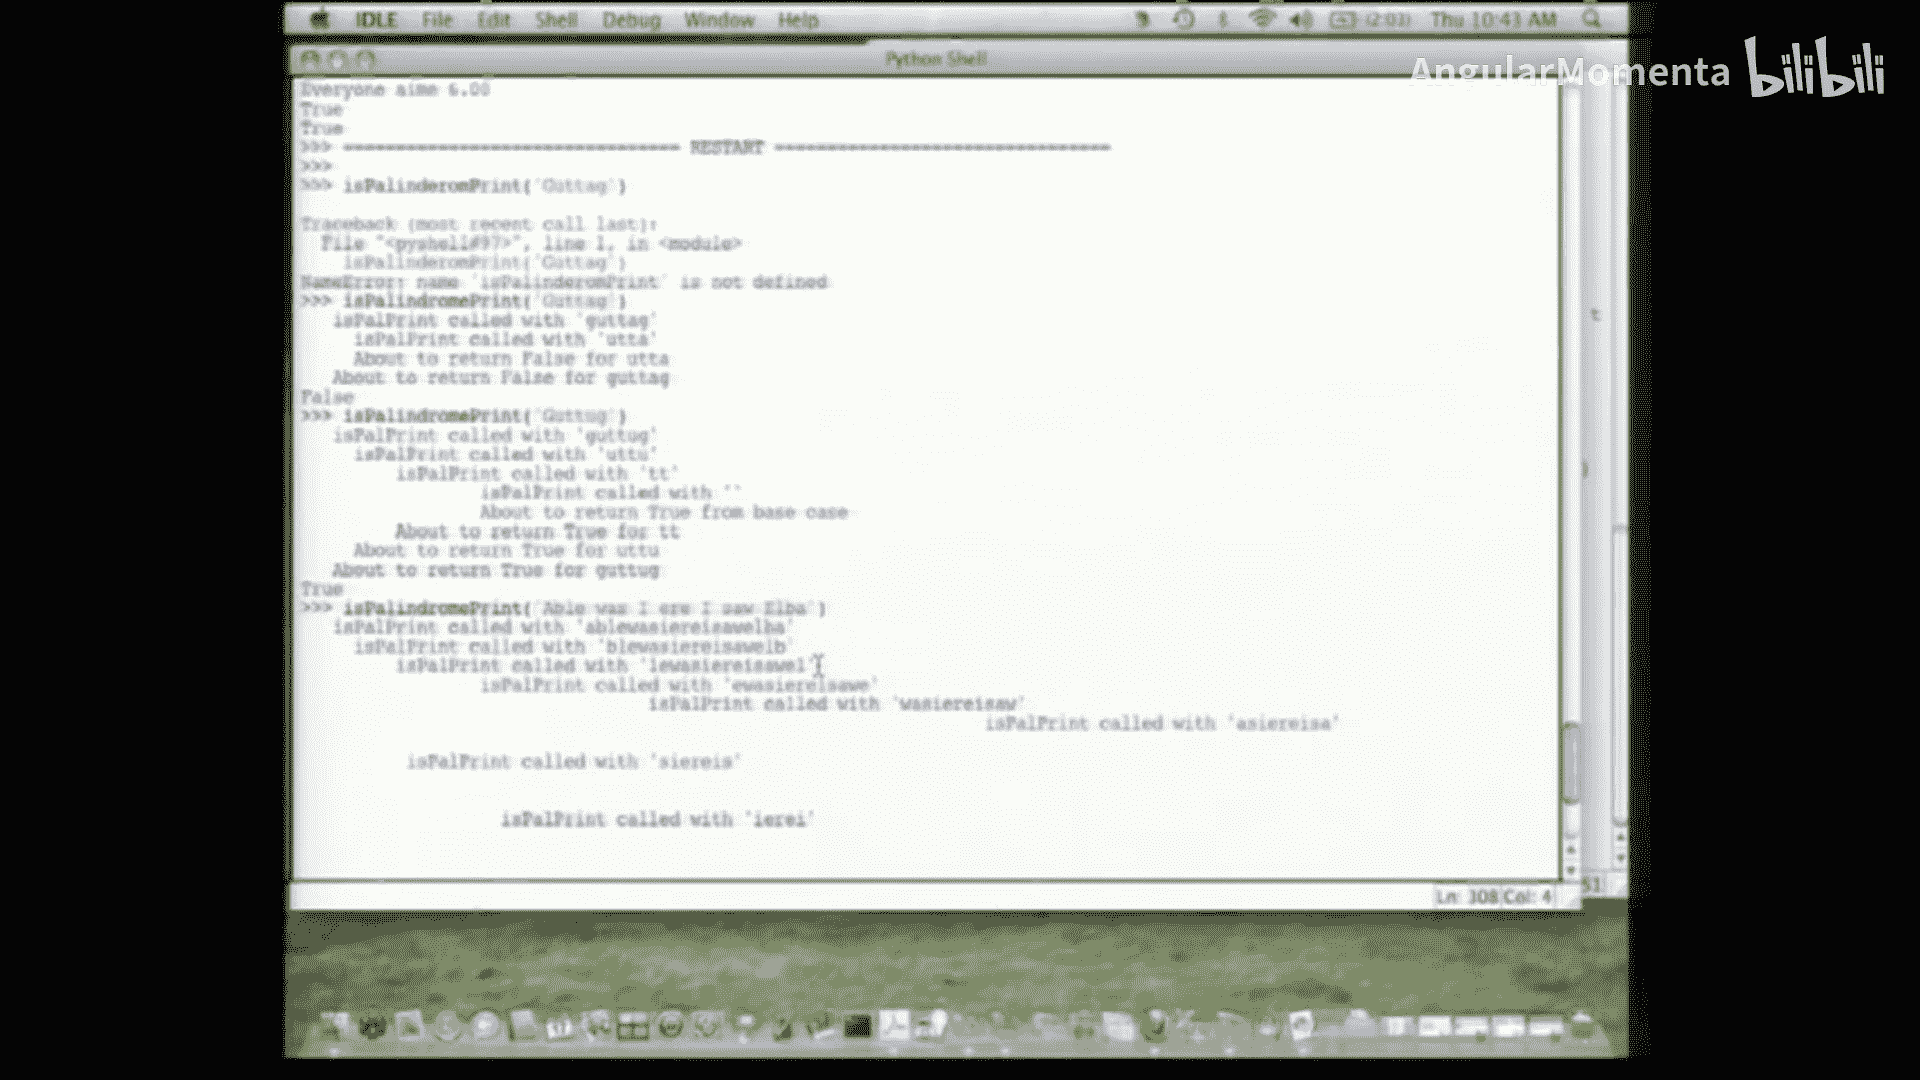 IDLE File Edit Shell Debug Window Help (2:03) Thu 10:43 AM
Python Shell
AngularMomenta bilibili
Everyone aime 6.00
True
True
>>> ================================ RESTART ================================
>>>
>>> isPalinderomPrint('Guttag')
Traceback (most recent call last):
File "<pyshell#97>", line 1, in <module>
isPalinderomPrint('Guttag')
NameError: name 'isPalinderomPrint' is not defined
>>> isPalindromePrint('Guttag')
isPalPrint called with 'guttag'
isPalPrint called with 'utta'
About to return False for utta
About to return False for guttag
False
>>> isPalindromePrint('Guttug')
isPalPrint called with 'guttug'
isPalPrint called with 'uttu'
isPalPrint called with 'tt'
isPalPrint called with ''
About to return True from base case
About to return True for tt
About to return True for uttu
About to return True for guttug
True
>>> isPalindromePrint('Able was I ere I saw Elba')
isPalPrint called with 'ablewasiereisawelba'
isPalPrint called with 'blewasiereisawelb'
isPalPrint called with 'lewasiereisawel'
isPalPrint called with 'ewasiereisawe'
isPalPrint called with 'wasiereisaw'
isPalPrint called with 'asiereisa'
isPalPrint called with 'siereis'
isPalPrint called with 'ierei'
Ln: 308 Col: 4